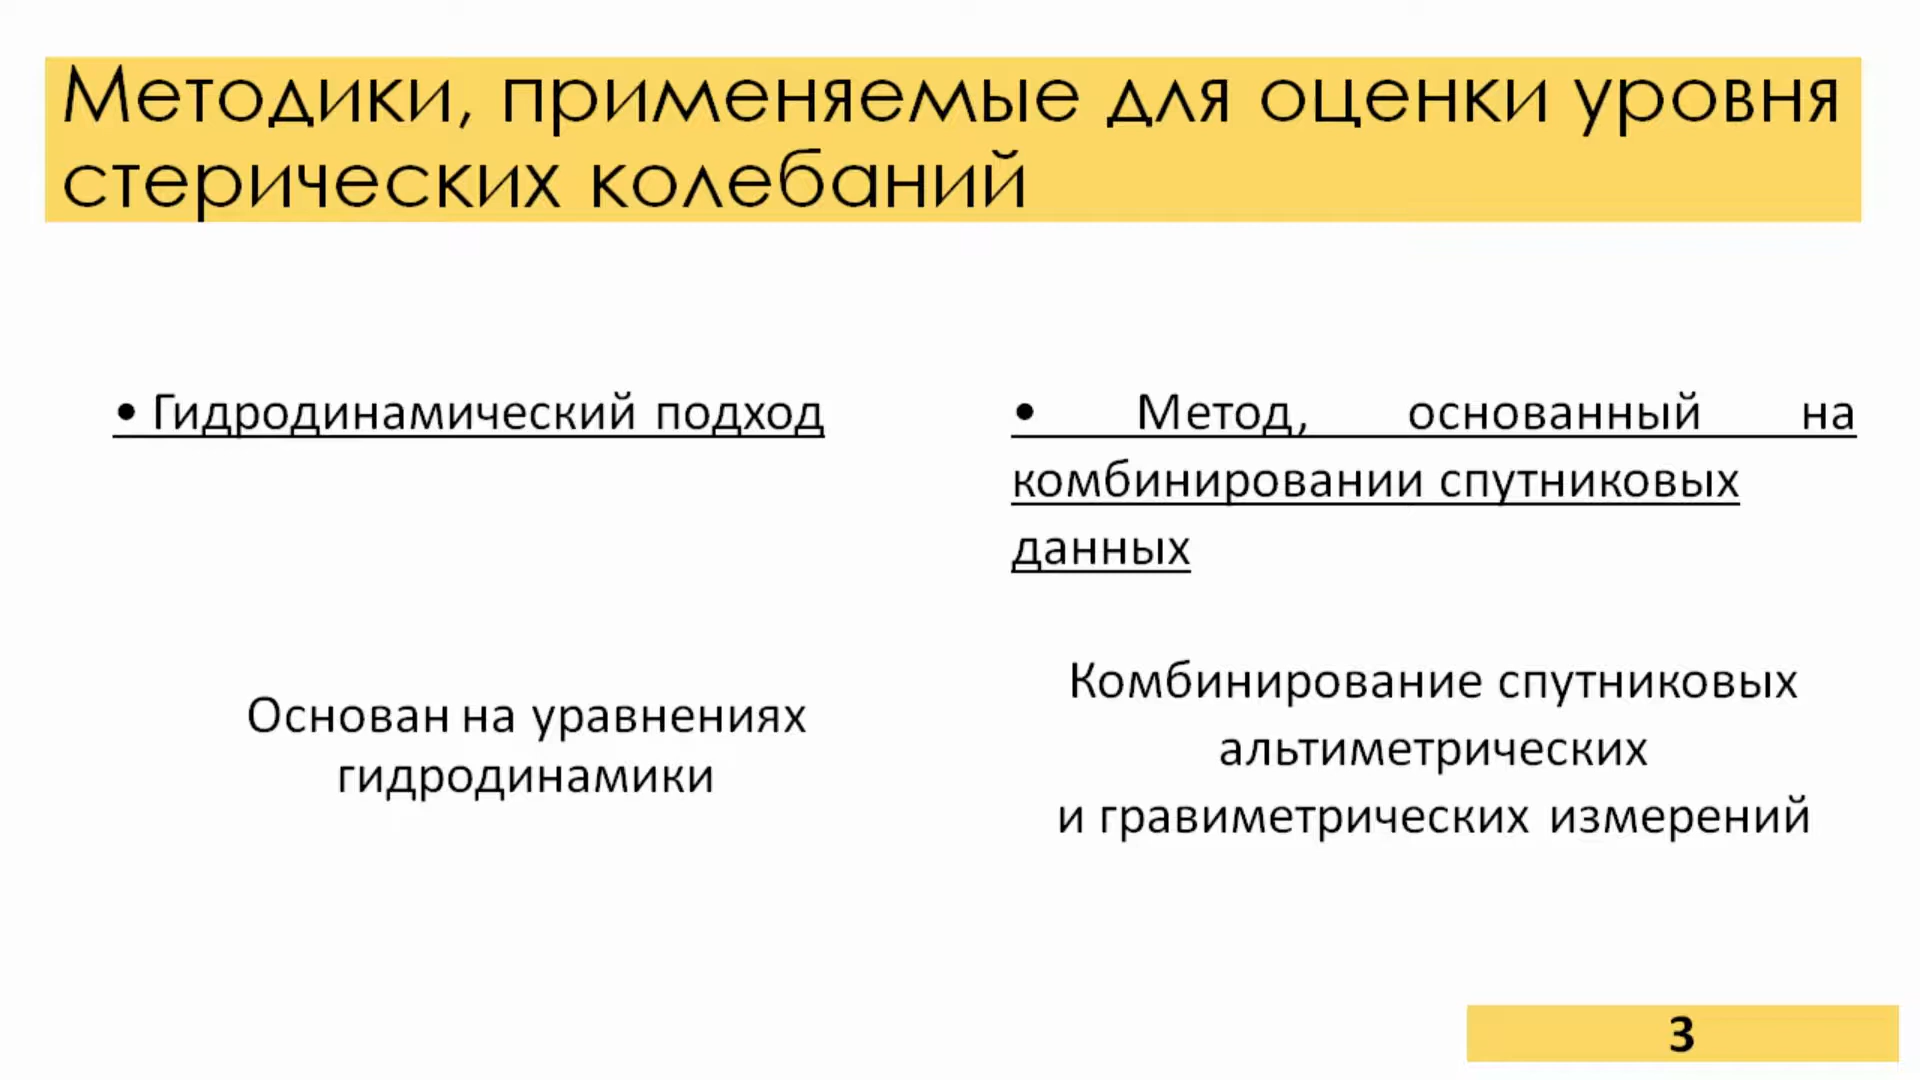 Методики, применяемые для оценки уровня
стерических колебаний
• Гидродинамический подход
Основан на уравнениях
гидродинамики
• Метод, основанный на
комбинировании спутниковых
данных
Комбинирование спутниковых
альтиметрических
и гравиметрических измерений
3